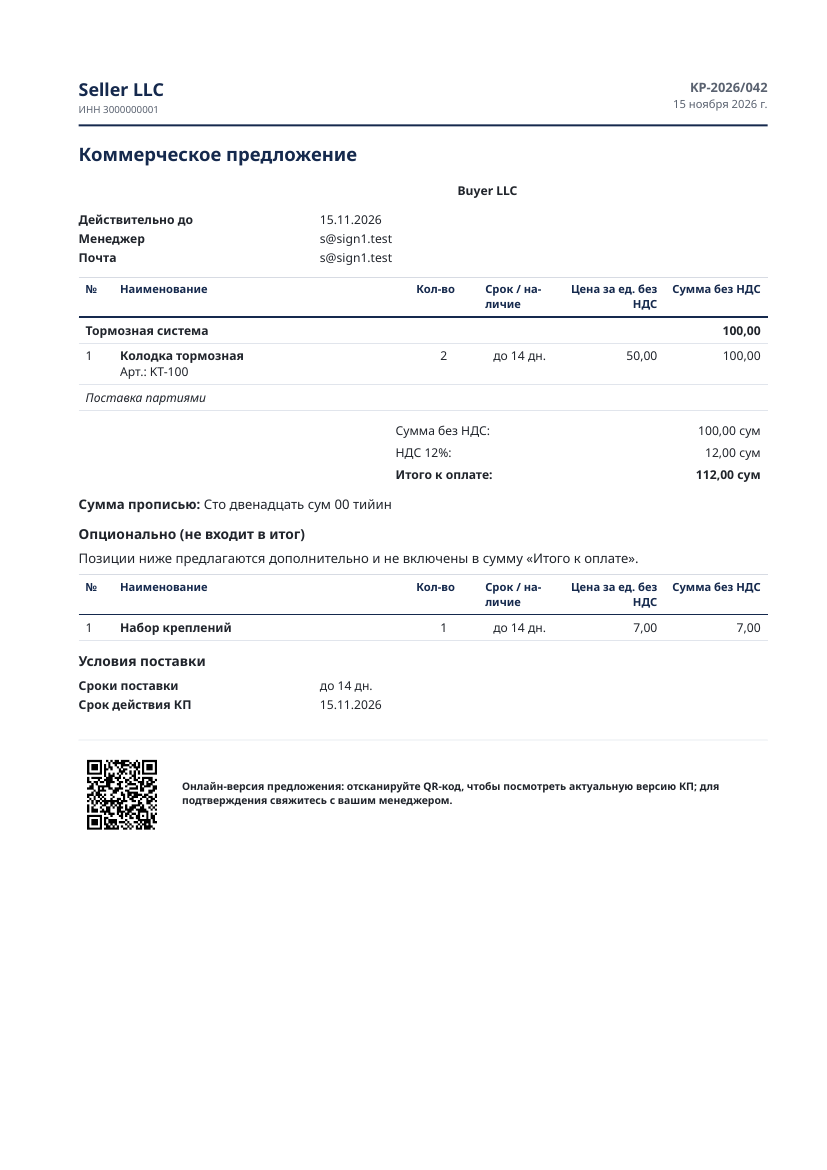 Seller LLC
KP-2026/042
ИНН 3000000001
15 ноября 2026 г.
Коммерческое предложение
Buyer LLC
Действительно до 15.11.2026
Менеджер s@sign1.test
Почта s@sign1.test
№ Наименование Кол-во Срок / на- Цена за ед. без Сумма без НДС
личие НДС
Тормозная система 100,00
1 Колодка тормозная 2 до 14 дн. 50,00 100,00
Арт.: KT-100
Поставка партиями
Сумма без НДС: 100,00 сум
НДС 12%: 12,00 сум
Итого к оплате: 112,00 сум
Сумма прописью: Сто двенадцать сум 00 тийин
Опционально (не входит в итог)
Позиции ниже предлагаются дополнительно и не включены в сумму «Итого к оплате».
№ Наименование Кол-во Срок / на- Цена за ед. без Сумма без НДС
личие НДС
1 Набор креплений 1 до 14 дн. 7,00 7,00
Условия поставки
Сроки поставки до 14 дн.
Срок действия КП 15.11.2026
Онлайн-версия предложения: отсканируйте QR-код, чтобы посмотреть актуальную версию КП; для
подтверждения свяжитесь с вашим менеджером.